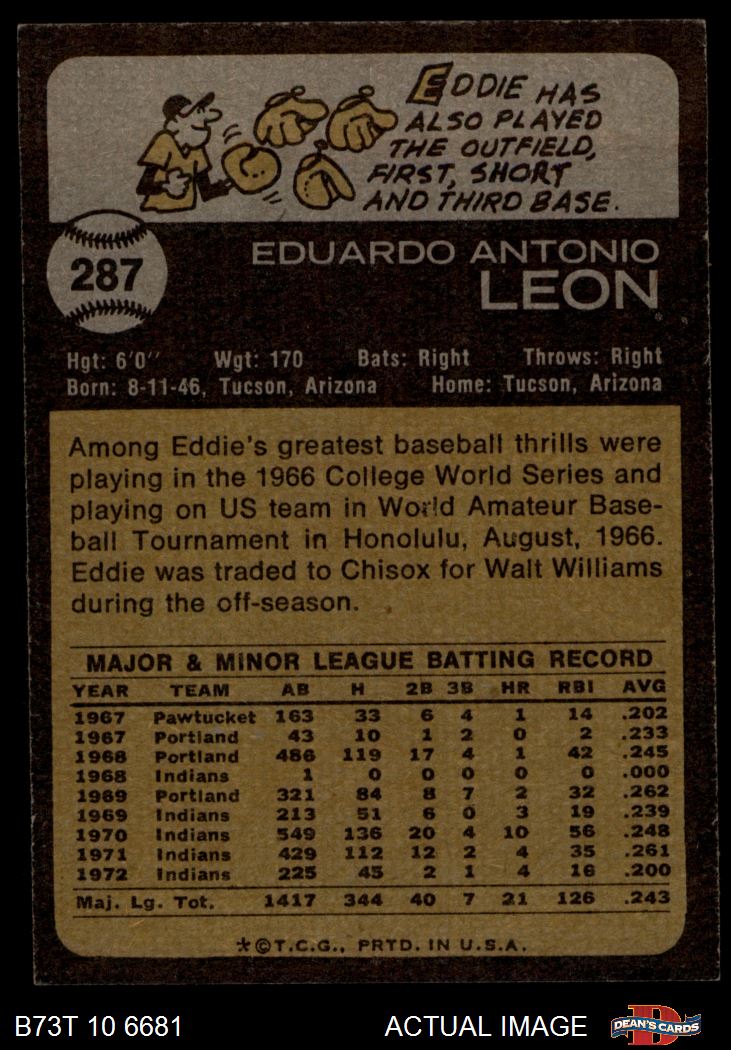 EDDIE HAS
ALSO PLAYED
THE OUTFIELD,
FIRST, SHORT
AND THIRD BASE.
287
EDUARDO ANTONIO
LEON
Hgt: 6'0'' Wgt: 170 Bats: Right Throws: Right
Born: 8-11-46, Tucson, Arizona Home: Tucson, Arizona
Among Eddie's greatest baseball thrills were
playing in the 1966 College World Series and
playing on US team in World Amateur Base-
ball Tournament in Honolulu, August, 1966.
Eddie was traded to Chisox for Walt Williams
during the off-season.
MAJOR & MINOR LEAGUE BATTING RECORD
YEAR TEAM AB H 2B 3B HR RBI AVG
1967 Pawtucket 163 33 6 4 1 14 .202
1967 Portland 43 10 1 2 0 2 .233
1968 Portland 486 119 17 4 1 42 .245
1968 Indians 1 0 0 0 0 0 .000
1969 Portland 321 84 8 7 2 32 .262
1969 Indians 213 51 6 0 3 19 .239
1970 Indians 549 136 20 4 10 56 .248
1971 Indians 429 112 12 2 4 35 .261
1972 Indians 225 45 2 1 4 16 .200
Maj. Lg. Tot. 1417 344 40 7 21 126 .243
*©T.C.G., PRTD. IN U.S.A.
B73T 10 6681 ACTUAL IMAGE DEAN'S CARDS